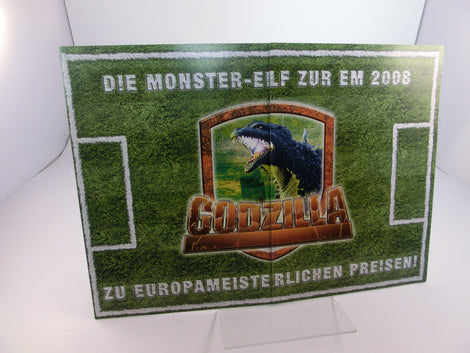 DIE MONSTER-ELF ZUR EM 2008
GODZILLA
ZU EUROPAMEISTERLICHEN PREISEN!